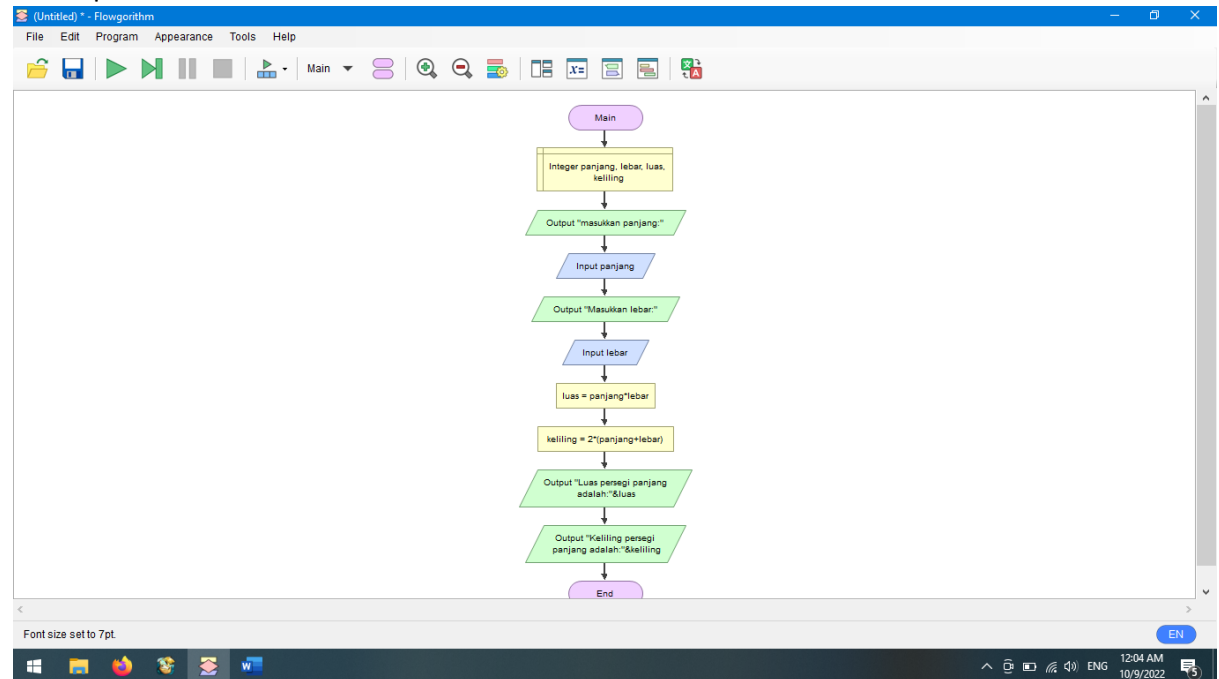 (Untitled) * - Flowgorithm
File Edit Program Appearance Tools Help
Main
x=
Main
Integer panjang, lebar, luas,
keliling
Output "masukkan panjang:"
Input panjang
Output "Masukkan lebar:"
Input lebar
luas = panjang*lebar
keliling = 2*(panjang+lebar)
Output "Luas persegi panjang
adalah:"&luas
Output "Keliling persegi
panjang adalah:"&keliling
End
Font size set to 7pt.
EN
ENG
12:04 AM
10/9/2022
5